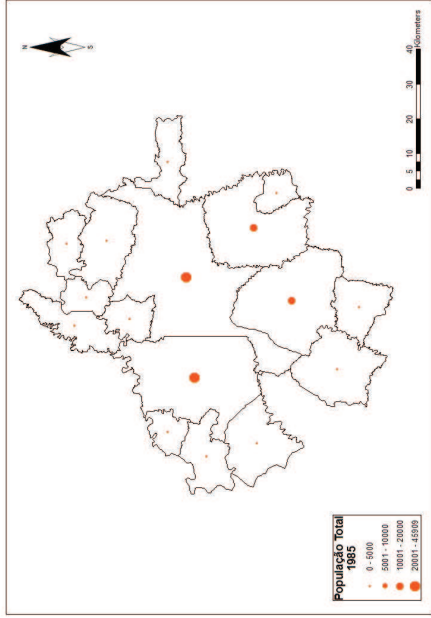 N
S
População Total
1985
0 - 5000
5001 - 10000
10001 - 20000
20001 - 45909
0 5 10 20 30 40
Kilometers